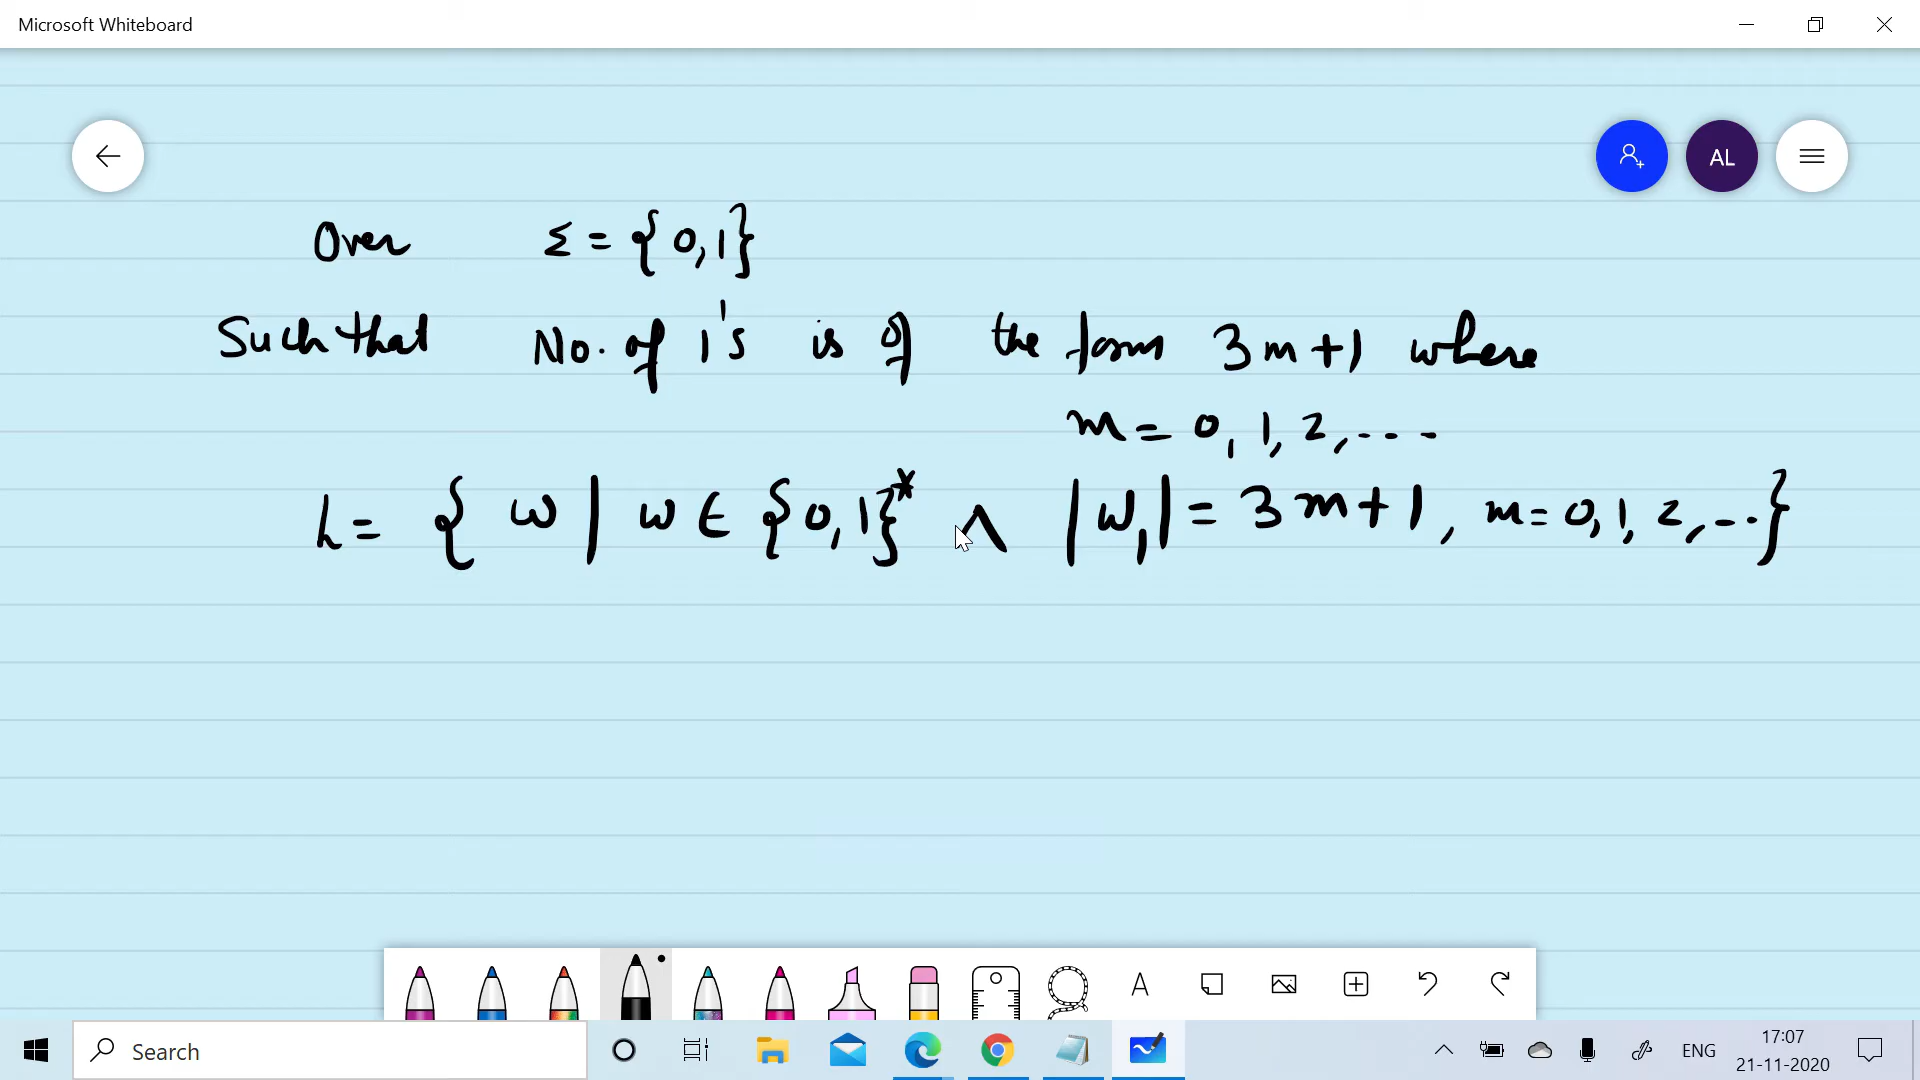 Microsoft Whiteboard
AL
Over Σ = {0,1}
Such that No. of 1's is of the form 3m+1 where
m = 0, 1, 2, ...
L = { w | w ∈ {0,1}* ∧ |w₁| = 3m+1, m=0, 1, 2, ... }
A
Search
ENG
17:07
21-11-2020